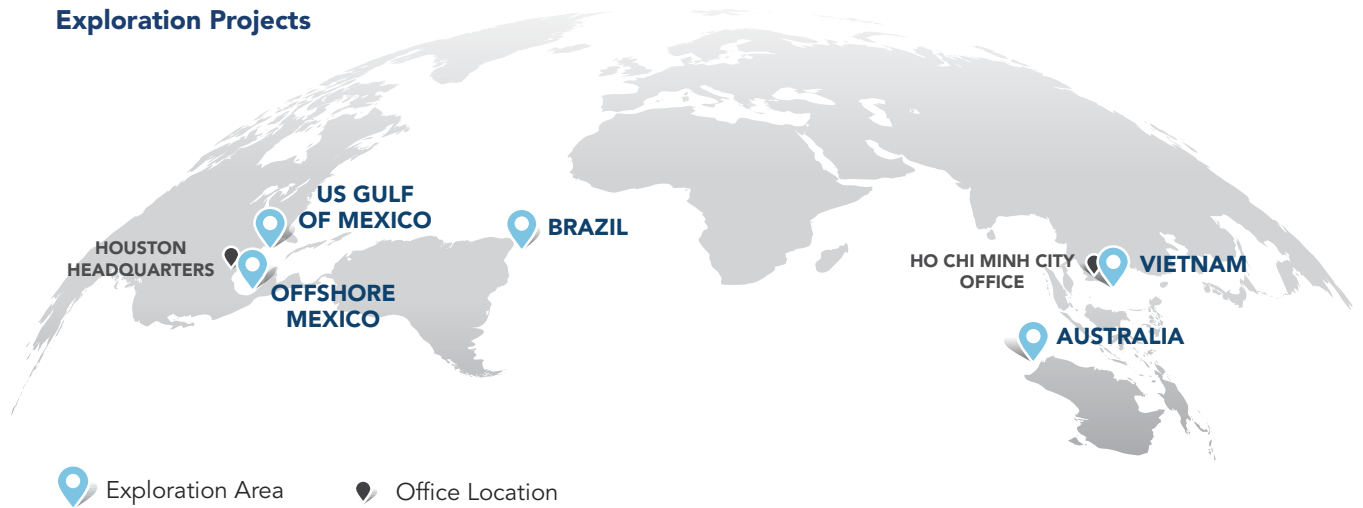 Exploration Projects
US GULF
OF MEXICO
BRAZIL
HOUSTON
HEADQUARTERS
OFFSHORE
MEXICO
HO CHI MINH CITY
OFFICE
VIETNAM
AUSTRALIA
Exploration Area
Office Location